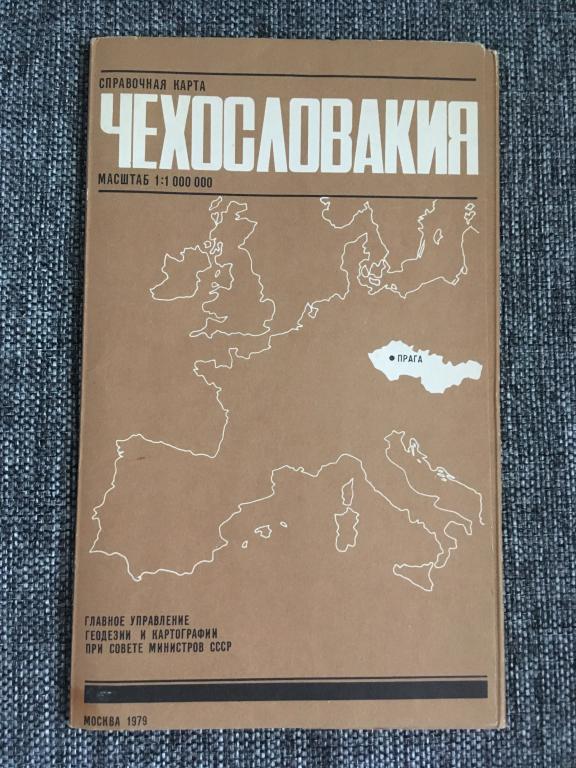 СПРАВОЧНАЯ КАРТА
ЧЕХОСЛОВАКИЯ
МАСШТАБ 1:1 000 000
ПРАГА
ГЛАВНОЕ УПРАВЛЕНИЕ
ГЕОДЕЗИИ И КАРТОГРАФИИ
ПРИ СОВЕТЕ МИНИСТРОВ СССР
МОСКВА 1979